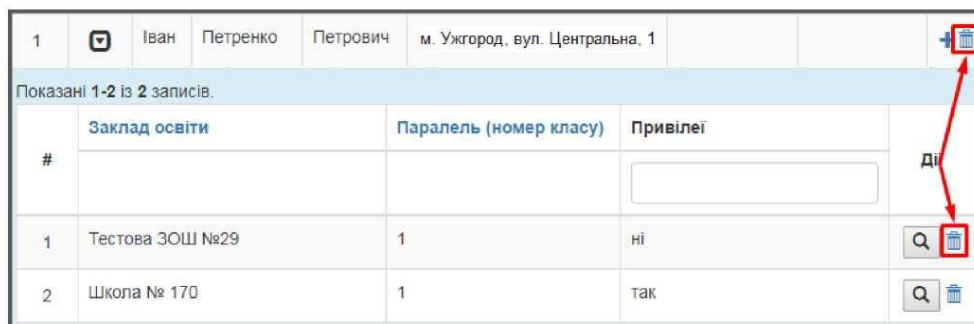 1 Іван Петренко Петрович м. Ужгород, вул. Центральна, 1
Показані 1-2 із 2 записів.
# Заклад освіти Паралель (номер класу) Привілеї Дії
1 Тестова ЗОШ №29 1 ні
2 Школа № 170 1 так